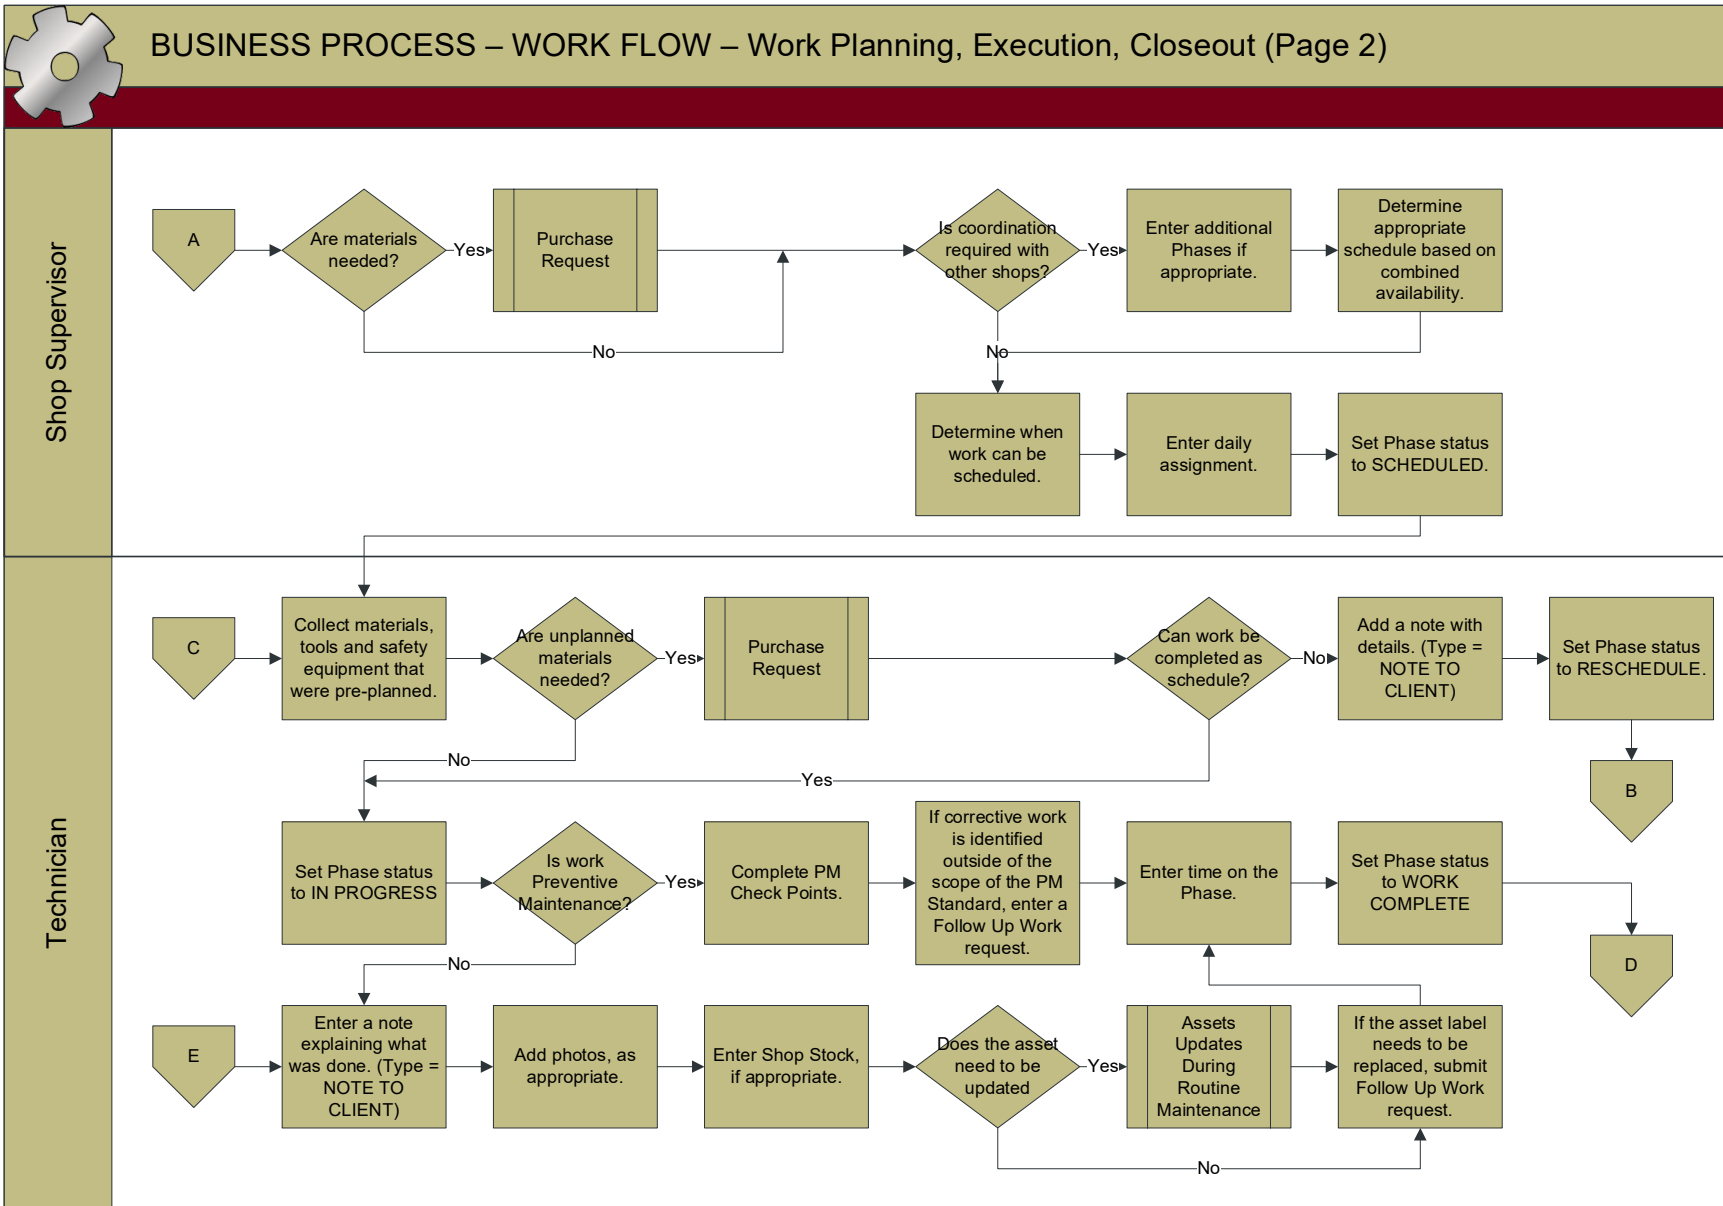 BUSINESS PROCESS – WORK FLOW – Work Planning, Execution, Closeout (Page 2)
Shop Supervisor
A
Are materials
needed?
Yes
No
Purchase
Request
Is coordination
required with
other shops?
Yes
No
Enter additional
Phases if
appropriate.
Determine
appropriate
schedule based on
combined
availability.
Determine when
work can be
scheduled.
Enter daily
assignment.
Set Phase status
to SCHEDULED.
Technician
C
Collect materials,
tools and safety
equipment that
were pre-planned.
Are unplanned
materials
needed?
Yes
No
Purchase
Request
Can work be
completed as
schedule?
No
Yes
Add a note with
details. (Type =
NOTE TO
CLIENT)
Set Phase status
to RESCHEDULE.
B
Set Phase status
to IN PROGRESS
Is work
Preventive
Maintenance?
Yes
No
Complete PM
Check Points.
If corrective work
is identified
outside of the
scope of the PM
Standard, enter a
Follow Up Work
request.
Enter time on the
Phase.
Set Phase status
to WORK
COMPLETE
D
E
Enter a note
explaining what
was done. (Type =
NOTE TO
CLIENT)
Add photos, as
appropriate.
Enter Shop Stock,
if appropriate.
Does the asset
need to be
updated
Yes
No
Assets
Updates
During
Routine
Maintenance
If the asset label
needs to be
replaced, submit
Follow Up Work
request.